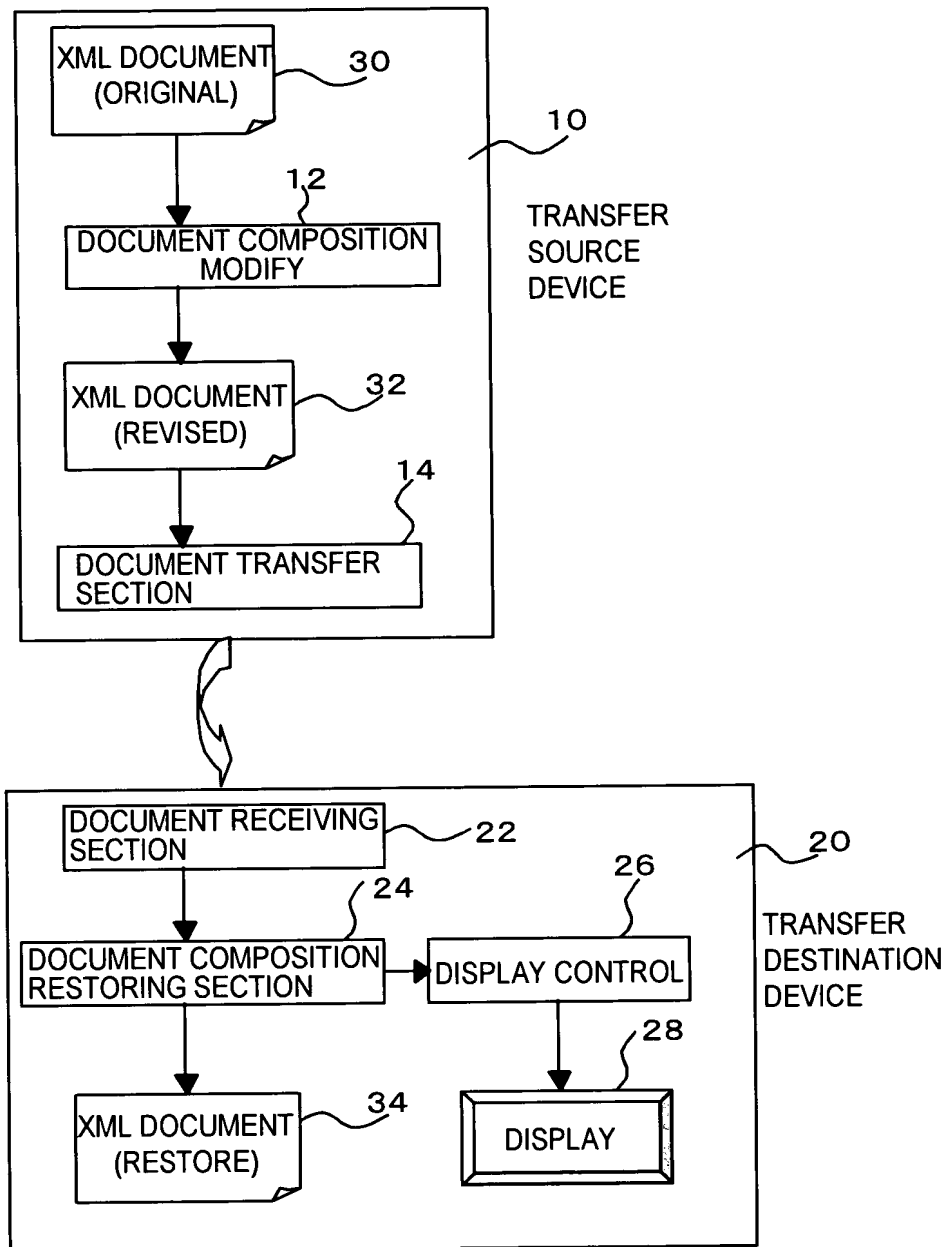 XML DOCUMENT
(ORIGINAL)
30
10
12
TRANSFER
SOURCE
DEVICE
DOCUMENT COMPOSITION
MODIFY
XML DOCUMENT
(REVISED)
32
14
DOCUMENT TRANSFER
SECTION
DOCUMENT RECEIVING
SECTION
22
20
24
26
TRANSFER
DESTINATION
DEVICE
DOCUMENT COMPOSITION
RESTORING SECTION
DISPLAY CONTROL
28
XML DOCUMENT
(RESTORE)
34
DISPLAY